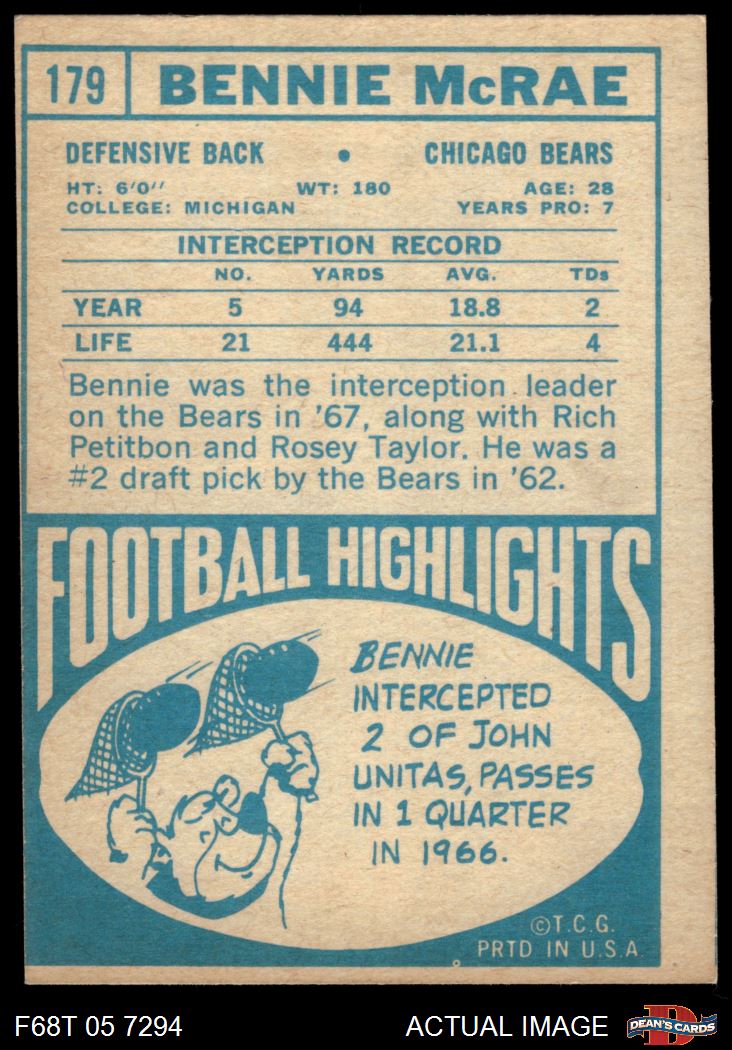 179 BENNIE McRAE
DEFENSIVE BACK • CHICAGO BEARS
HT: 6'0" WT: 180 AGE: 28
COLLEGE: MICHIGAN YEARS PRO: 7
INTERCEPTION RECORD
NO. YARDS AVG. TDs
YEAR 5 94 18.8 2
LIFE 21 444 21.1 4
Bennie was the interception leader
on the Bears in '67, along with Rich
Petitbon and Rosey Taylor. He was a
#2 draft pick by the Bears in '62.
FOOTBALL HIGHLIGHTS
BENNIE
INTERCEPTED
2 OF JOHN
UNITAS, PASSES
IN 1 QUARTER
IN 1966.
©T.C.G.
PRTD IN U.S.A.
F68T 05 7294 ACTUAL IMAGE DEAN'S CARDS